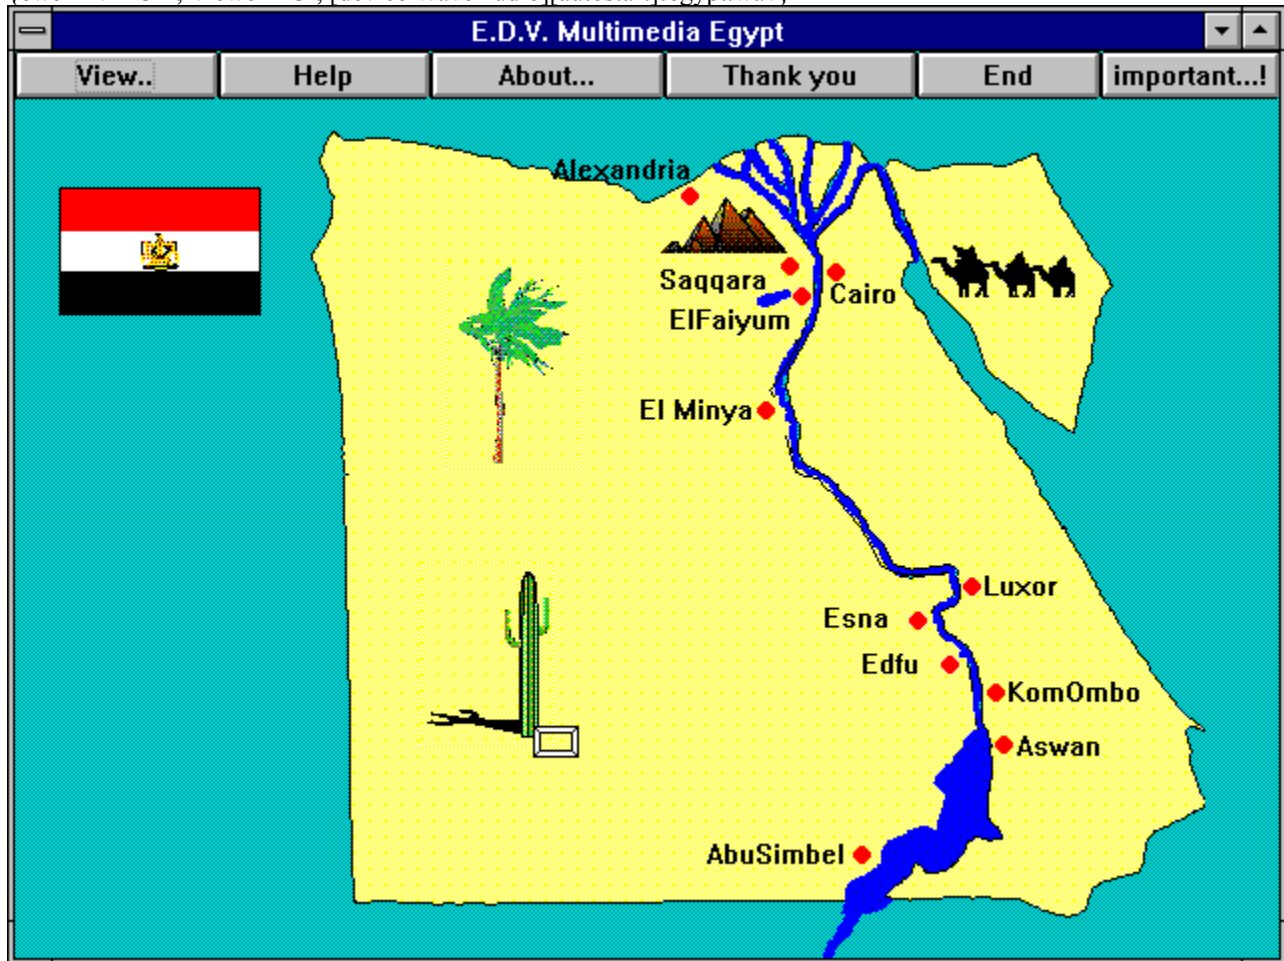 E.D.V. Multimedia Egypt
View.. Help About... Thank you End important...!
Alexandria
Saqqara
Cairo
ElFaiyum
El Minya
Luxor
Esna
Edfu
KomOmbo
Aswan
AbuSimbel